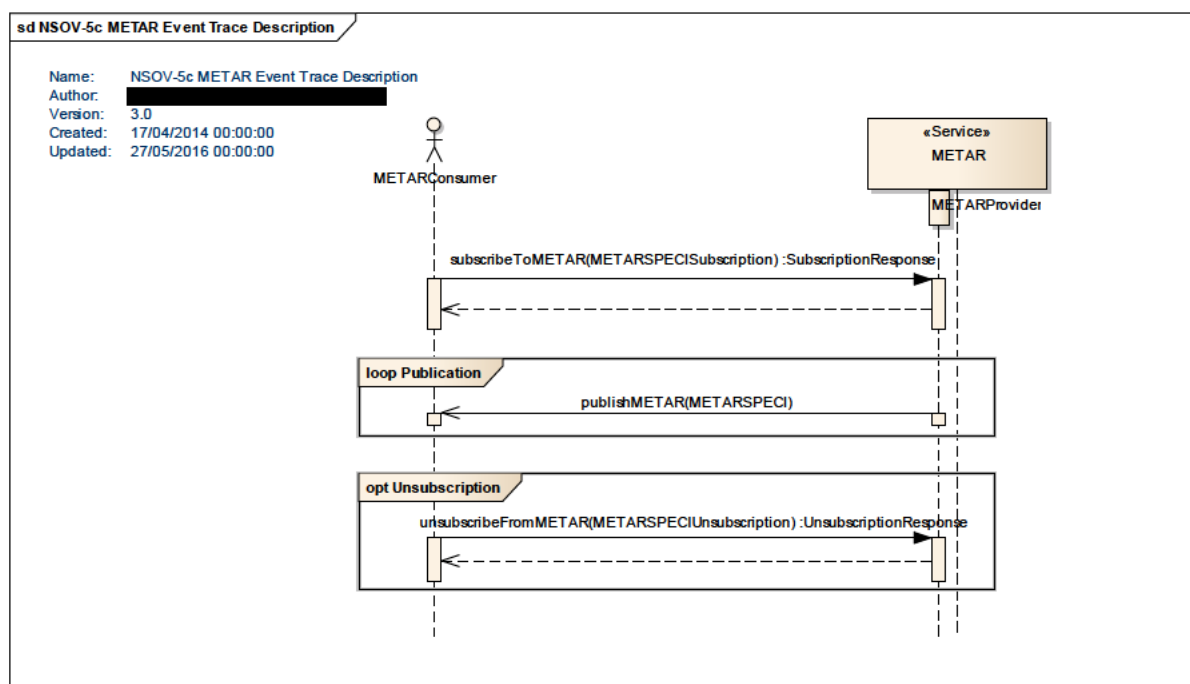 sd NSOV-5c METAR Event Trace Description
Name: NSOV-5c METAR Event Trace Description
Author:
Version: 3.0
Created: 17/04/2014 00:00:00
Updated: 27/05/2016 00:00:00
«Service»
METAR
METARConsumer
METARProvider
subscribeToMETAR(METARSPECISubscription) :SubscriptionResponse
loop Publication
publishMETAR(METARSPECI)
opt Unsubscription
unsubscribeFromMETAR(METARSPECIUnsubscription) :UnsubscriptionResponse